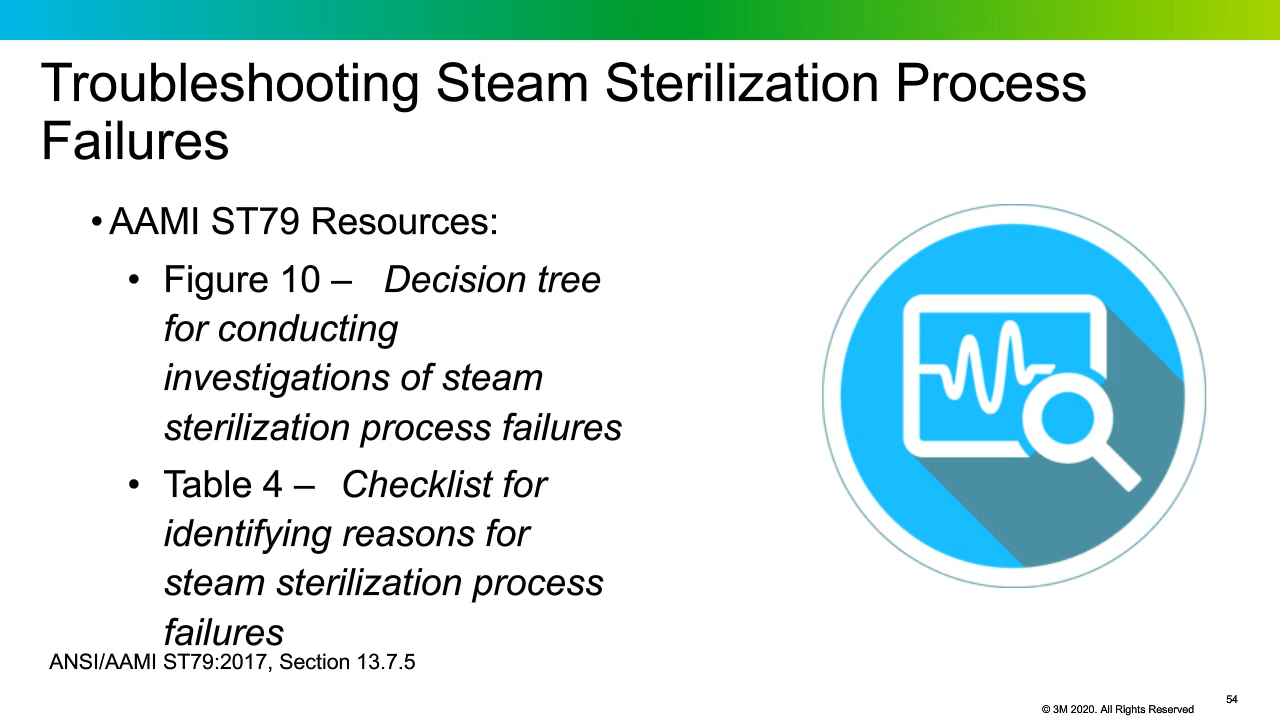 Troubleshooting Steam Sterilization Process
Failures
• AAMI ST79 Resources:
• Figure 10 – Decision tree
for conducting
investigations of steam
sterilization process failures
• Table 4 – Checklist for
identifying reasons for
steam sterilization process
failures
ANSI/AAMI ST79:2017, Section 13.7.5
54
© 3M 2020. All Rights Reserved